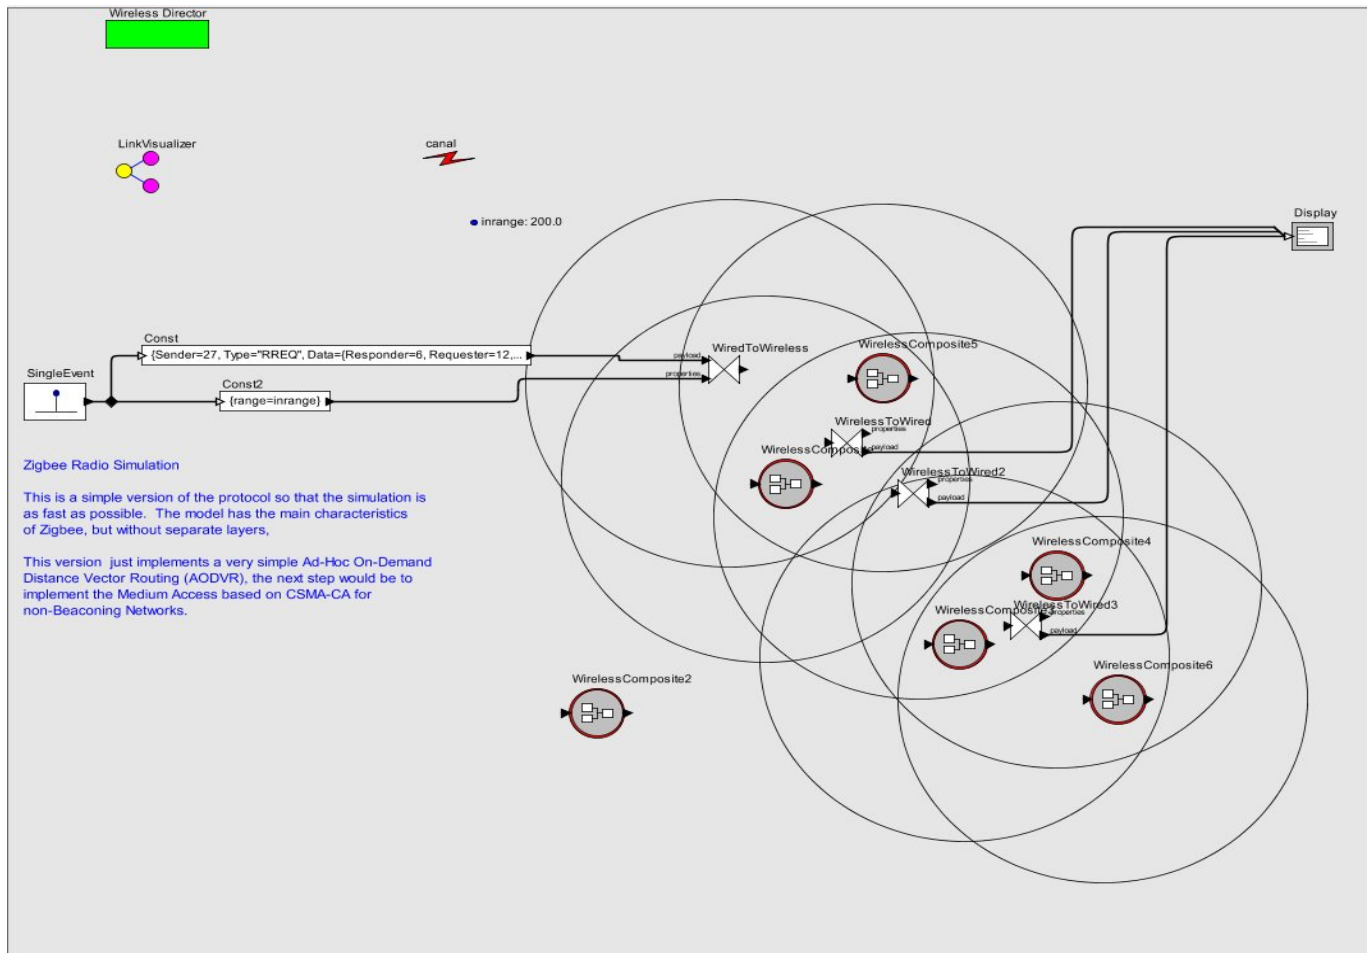 Wireless Director
LinkVisualizer
canal
inrange: 200.0
Display
Const
{Sender=27, Type="RREQ", Data={Responder=6, Requester=12,...
payload
WiredToWireless
properties
WirelessComposite5
SingleEvent
Const2
{range=inrange}
WirelessToWired
properties
payload
WirelessComposite
WirelessToWired2
properties
payload
Zigbee Radio Simulation
This is a simple version of the protocol so that the simulation is
as fast as possible.  The model has the main characteristics
of Zigbee, but without separate layers,
This version  just implements a very simple Ad-Hoc On-Demand
Distance Vector Routing (AODVR), the next step would be to
implement the Medium Access based on CSMA-CA for
non-Beaconing Networks.
WirelessComposite4
WirelessComposite3
WirelessToWired3
properties
payload
WirelessComposite2
WirelessComposite6